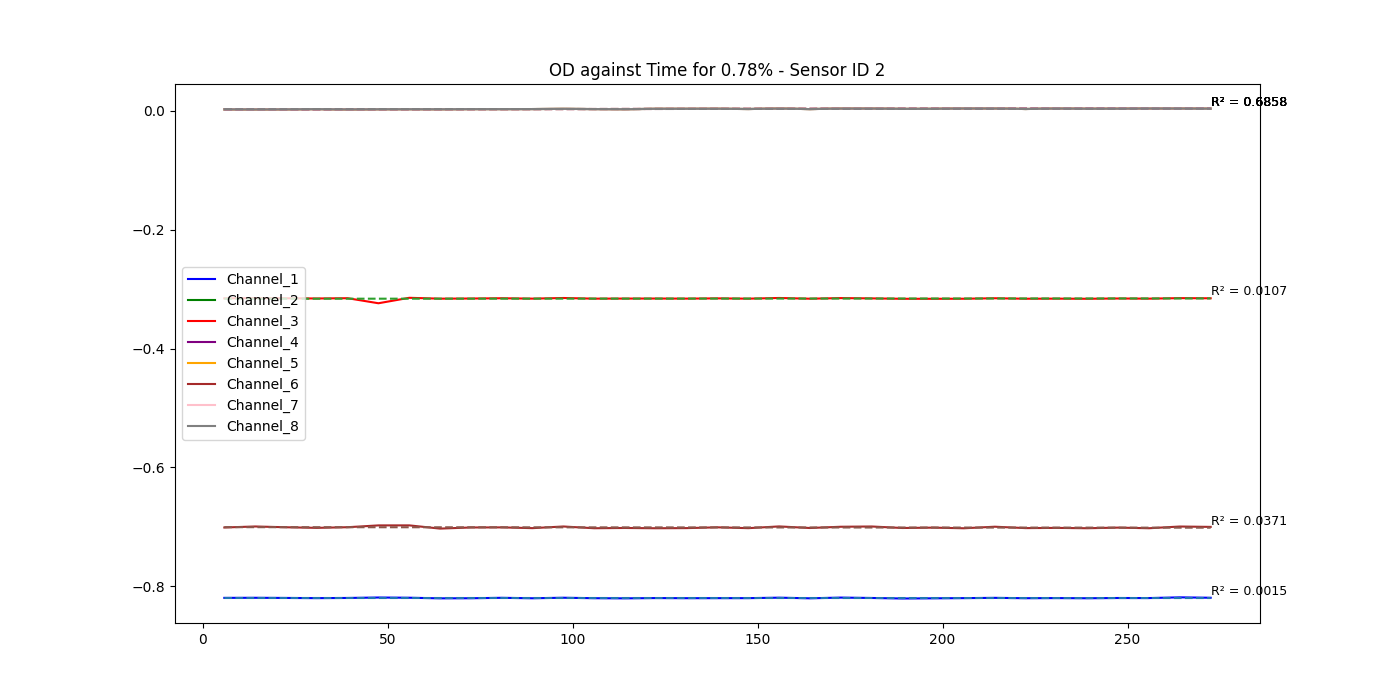 OD against Time for 0.78% - Sensor ID 2
0.0
−0.2
−0.4
−0.6
−0.8
R² = 0.6858
R² = 0.0107
R² = 0.0371
R² = 0.0015
Channel_1
Channel_2
Channel_3
Channel_4
Channel_5
Channel_6
Channel_7
Channel_8
0
50
100
150
200
250